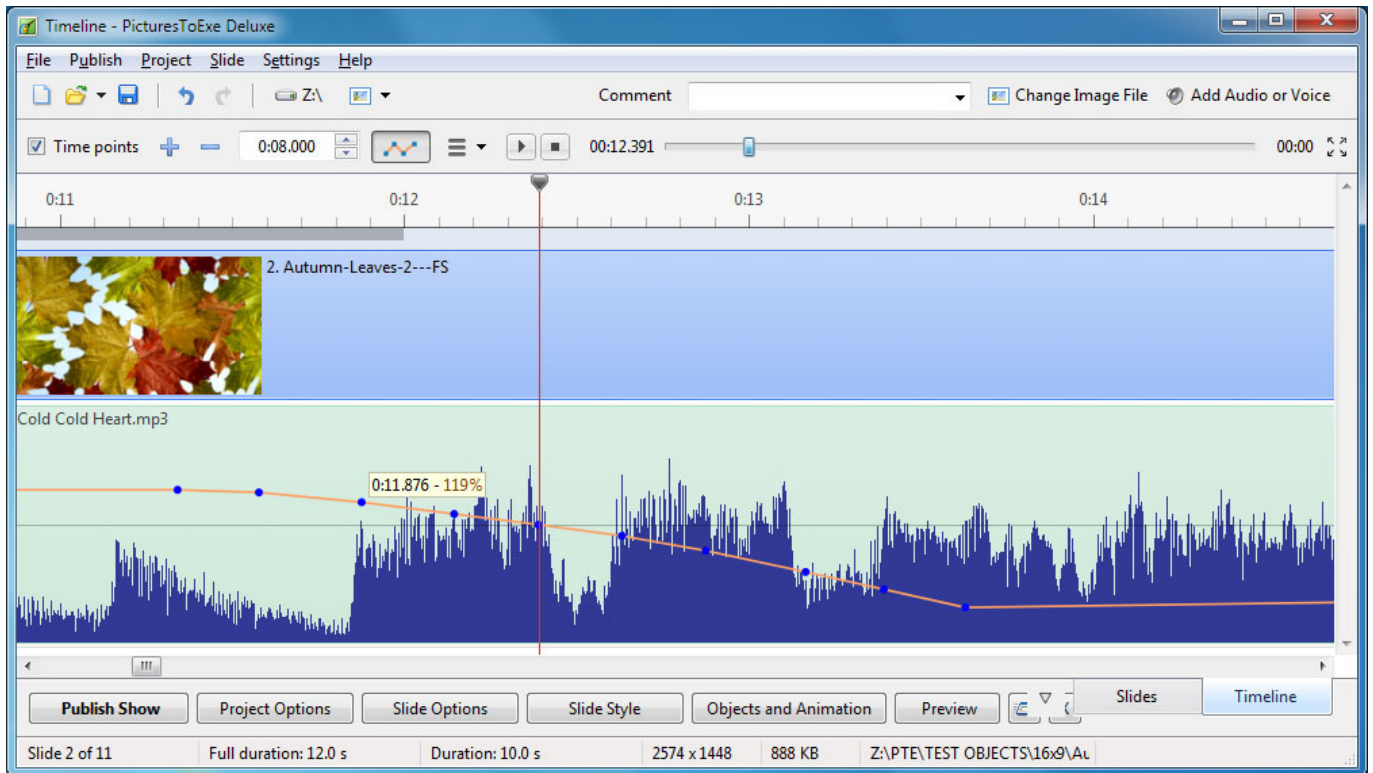 Timeline - PicturesToExe Deluxe
File Publish Project Slide Settings Help
Z:\ Comment Change Image File Add Audio or Voice
Time points 0:08.000 00:12.391 00:00
0:11 0:12 0:13 0:14
2. Autumn-Leaves-2---FS
Cold Cold Heart.mp3
0:11.876 - 119%
Publish Show Project Options Slide Options Slide Style Objects and Animation Preview Slides Timeline
Slide 2 of 11 Full duration: 12.0 s Duration: 10.0 s 2574 x 1448 888 KB Z:\PTE\TEST OBJECTS\16x9\Au